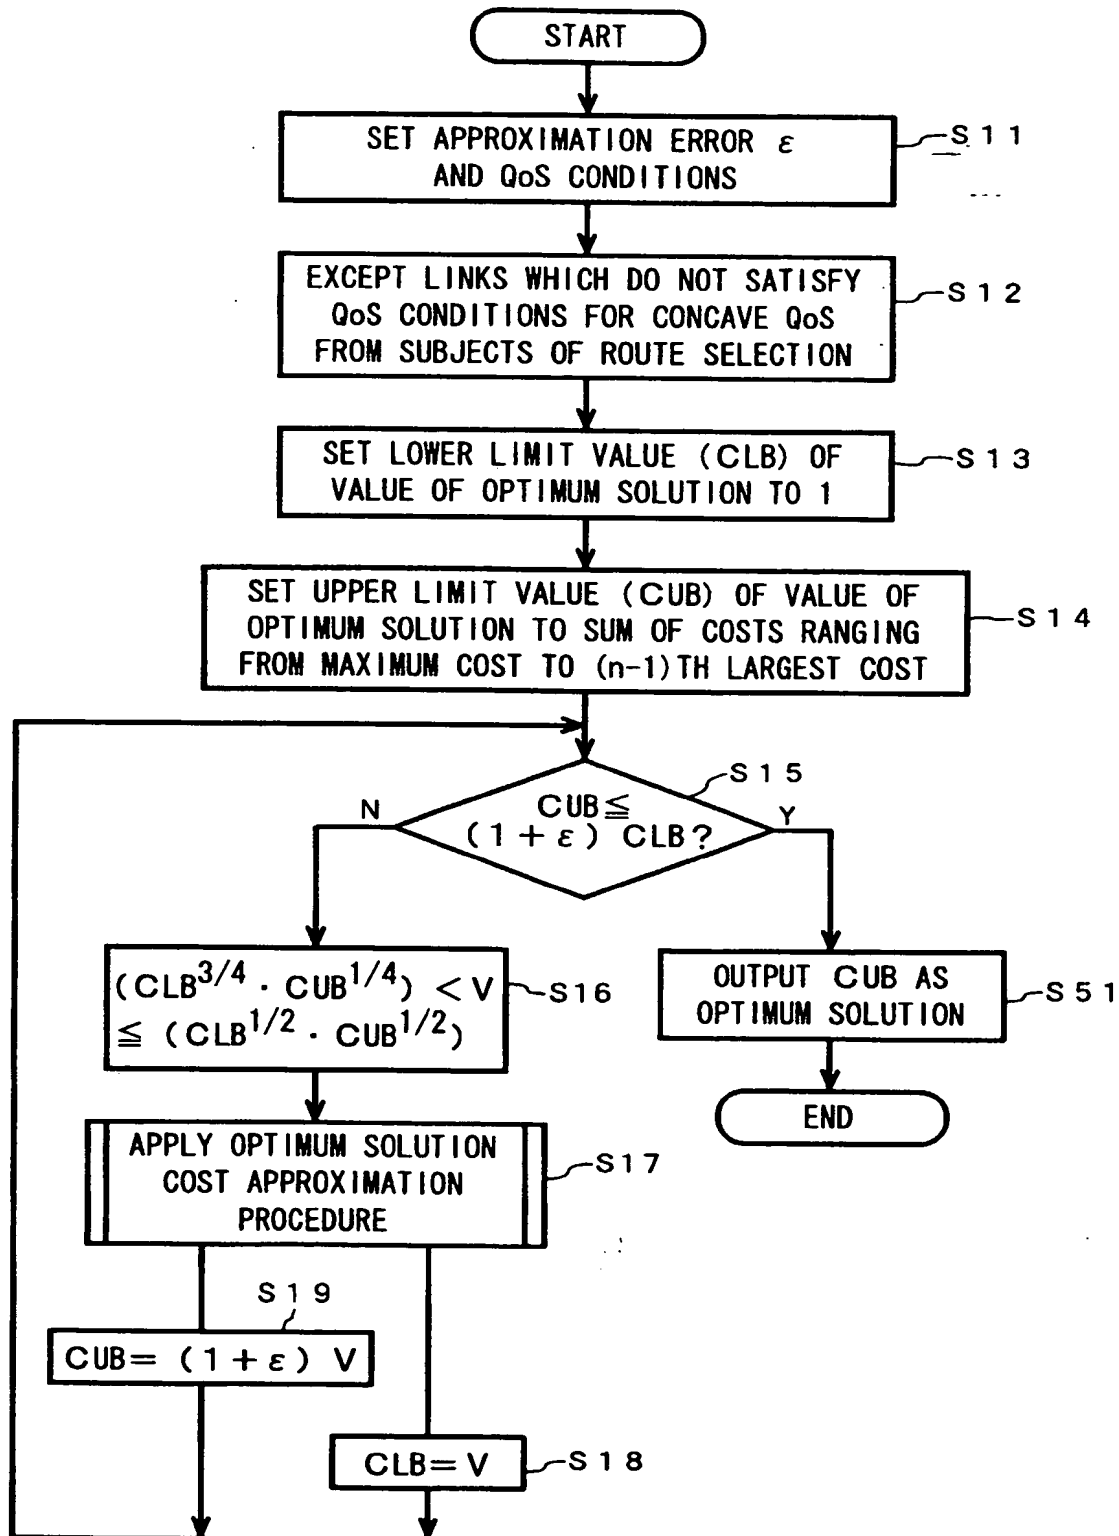 START
SET APPROXIMATION ERROR ε
AND QoS CONDITIONS
S11
EXCEPT LINKS WHICH DO NOT SATISFY
QoS CONDITIONS FOR CONCAVE QoS
FROM SUBJECTS OF ROUTE SELECTION
S12
SET LOWER LIMIT VALUE (CLB) OF
VALUE OF OPTIMUM SOLUTION TO 1
S13
SET UPPER LIMIT VALUE (CUB) OF VALUE OF
OPTIMUM SOLUTION TO SUM OF COSTS RANGING
FROM MAXIMUM COST TO (n-1)TH LARGEST COST
S14
S15
CUB≦
(1+ε) CLB?
N
Y
(CLB^3/4 · CUB^1/4) <V
≦ (CLB^1/2 · CUB^1/2)
S16
OUTPUT CUB AS
OPTIMUM SOLUTION
S51
END
APPLY OPTIMUM SOLUTION
COST APPROXIMATION
PROCEDURE
S17
S19
CUB= (1+ε) V
CLB= V
S18